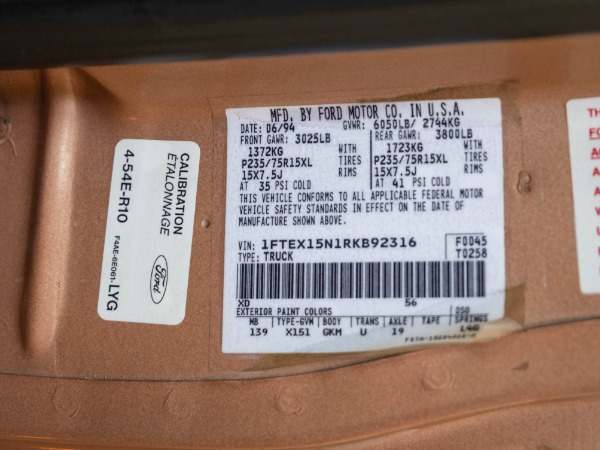 CALIBRATION
ETALONNAGE
4-54E-R10
F4AE-6E061-LYG
Ford
MFD. BY FORD MOTOR CO. IN U.S.A.
DATE: 06/94 GVWR: 6050LB/ 2744KG
FRONT GAWR: 3025LB REAR GAWR: 3800LB
1372KG WITH 1723KG WITH
P235/75R15XL TIRES P235/75R15XL TIRES
15X7.5J RIMS 15X7.5J RIMS
AT 35 PSI COLD AT 41 PSI COLD
THIS VEHICLE CONFORMS TO ALL APPLICABLE FEDERAL MOTOR
VEHICLE SAFETY STANDARDS IN EFFECT ON THE DATE OF
MANUFACTURE SHOWN ABOVE.
VIN: 1FTEX15N1RKB92316 F0045
TYPE: TRUCK T0258
XD 56
EXTERIOR PAINT COLORS DSO
WB TYPE-GVW BODY TRANS AXLE TAPE SPRINGS
139 X151 GKM U 19 L4G